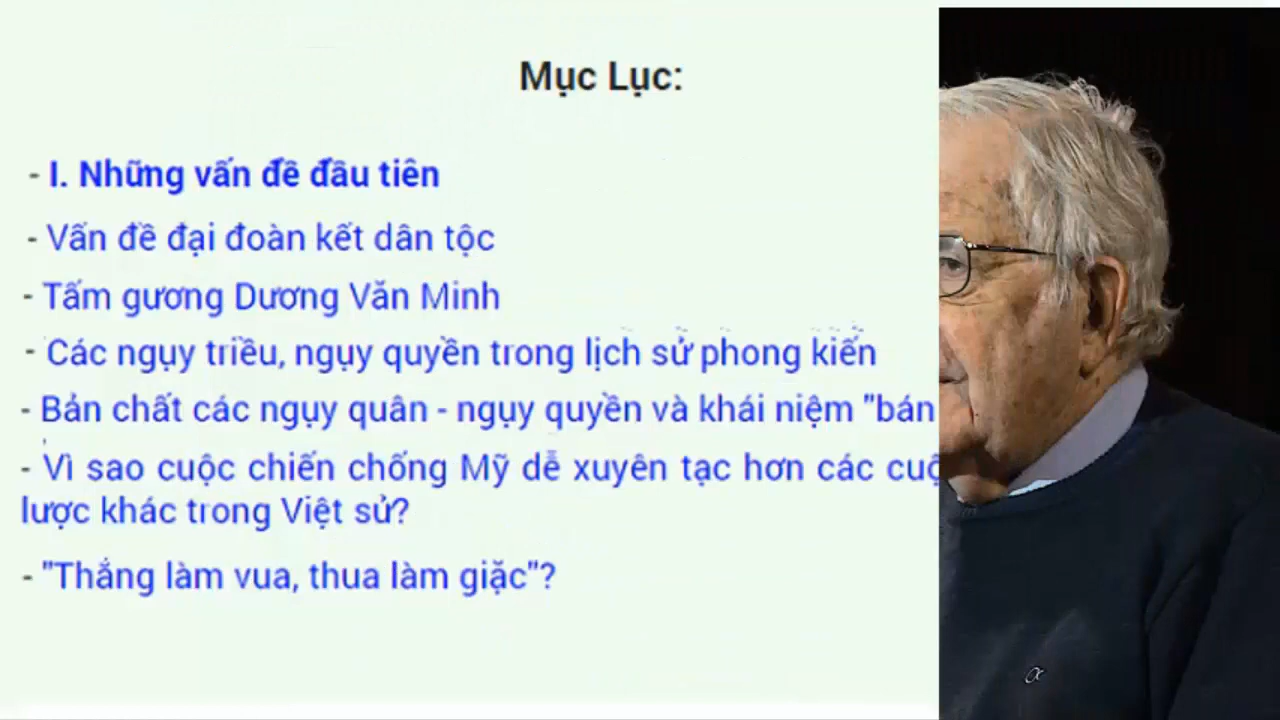 Mục Lục:
- I. Những vấn đề đầu tiên
- Vấn đề đại đoàn kết dân tộc
- Tấm gương Dương Văn Minh
- Các ngụy triều, ngụy quyền trong lịch sử phong kiến
- Bản chất các ngụy quân - ngụy quyền và khái niệm "bán
- Vì sao cuộc chiến chống Mỹ dễ xuyên tạc hơn các
lược khác trong Việt sử?
- "Thắng làm vua, thua làm giặc"?